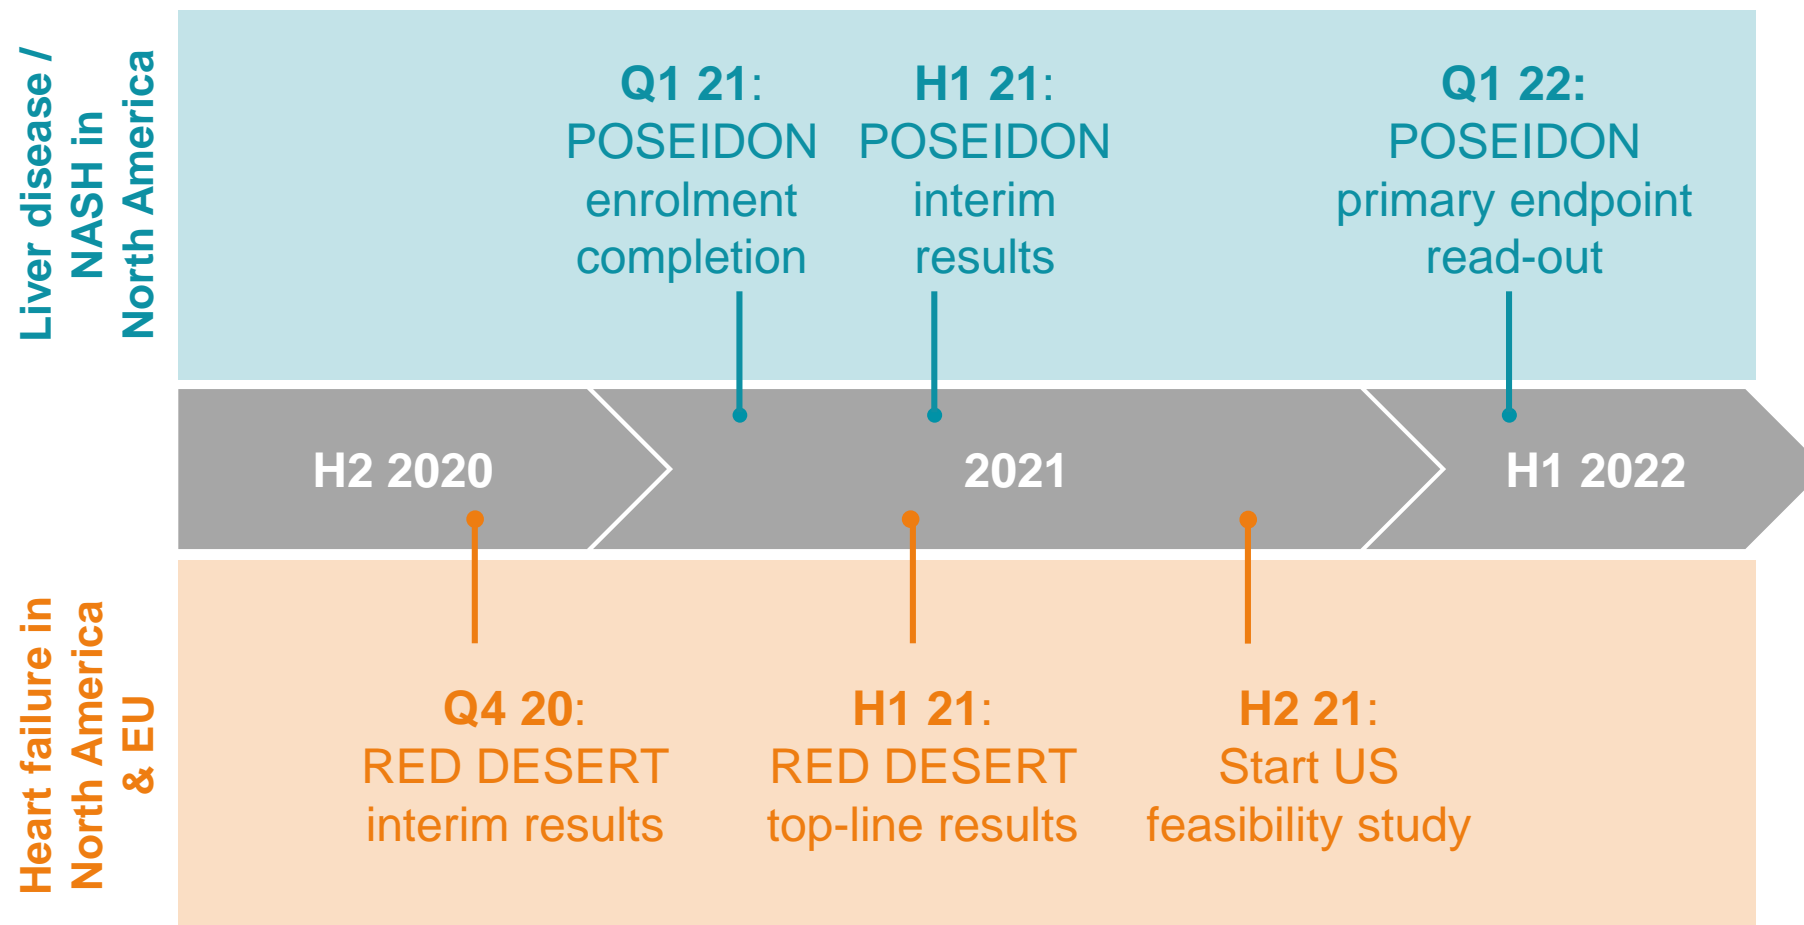 Liver disease /
NASH in
North America
Q1 21:
POSEIDON
enrolment
completion
H1 21:
POSEIDON
interim
results
Q1 22:
POSEIDON
primary endpoint
read-out
H2 2020
2021
H1 2022
Heart failure in
North America
& EU
Q4 20:
RED DESERT
interim results
H1 21:
RED DESERT
top-line results
H2 21:
Start US
feasibility study